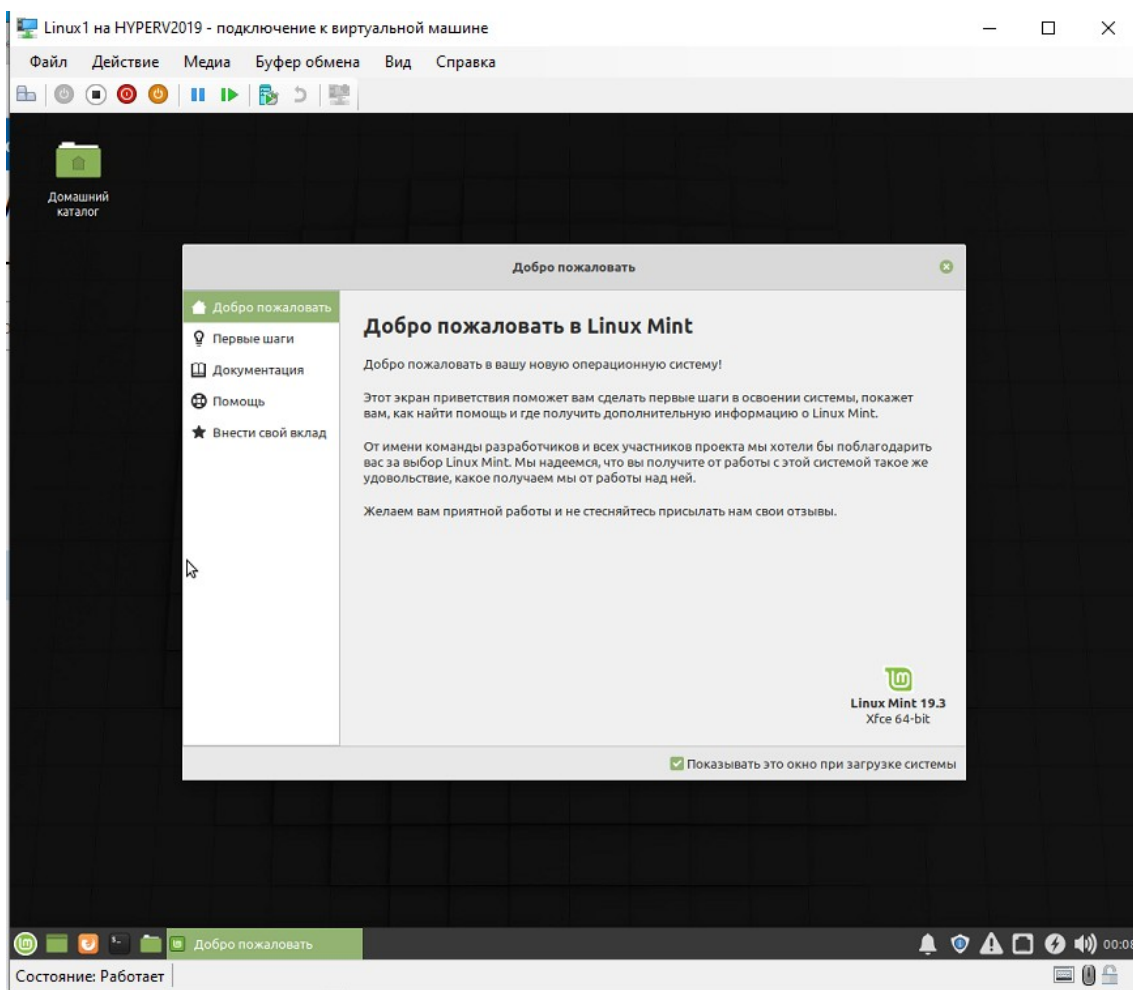 Linux1 на HYPERV2019 - подключение к виртуальной машине
Файл Действие Медиа Буфер обмена Вид Справка
Домашний
каталог
Добро пожаловать
Добро пожаловать
Первые шаги
Документация
Помощь
Внести свой вклад
Добро пожаловать в Linux Mint
Добро пожаловать в вашу новую операционную систему!
Этот экран приветствия поможет вам сделать первые шаги в освоении системы, покажет
вам, как найти помощь и где получить дополнительную информацию о Linux Mint.
От имени команды разработчиков и всех участников проекта мы хотели бы поблагодарить
вас за выбор Linux Mint. Мы надеемся, что вы получите от работы с этой системой такое же
удовольствие, какое получаем мы от работы над ней.
Желаем вам приятной работы и не стесняйтесь присылать нам свои отзывы.
Linux Mint 19.3
Xfce 64-bit
Показывать это окно при загрузке системы
Добро пожаловать
00:08
Состояние: Работает